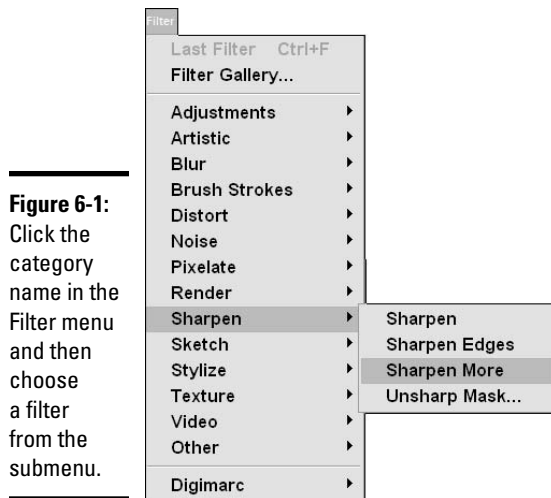 Filter
Last Filter Ctrl+F
Filter Gallery...
Adjustments
Artistic
Blur
Brush Strokes
Distort
Noise
Pixelate
Render
Sharpen
Sketch
Stylize
Texture
Video
Other
Digimarc
Sharpen
Sharpen Edges
Sharpen More
Unsharp Mask...
Figure 6-1:
Click the
category
name in the
Filter menu
and then
choose
a filter
from the
submenu.